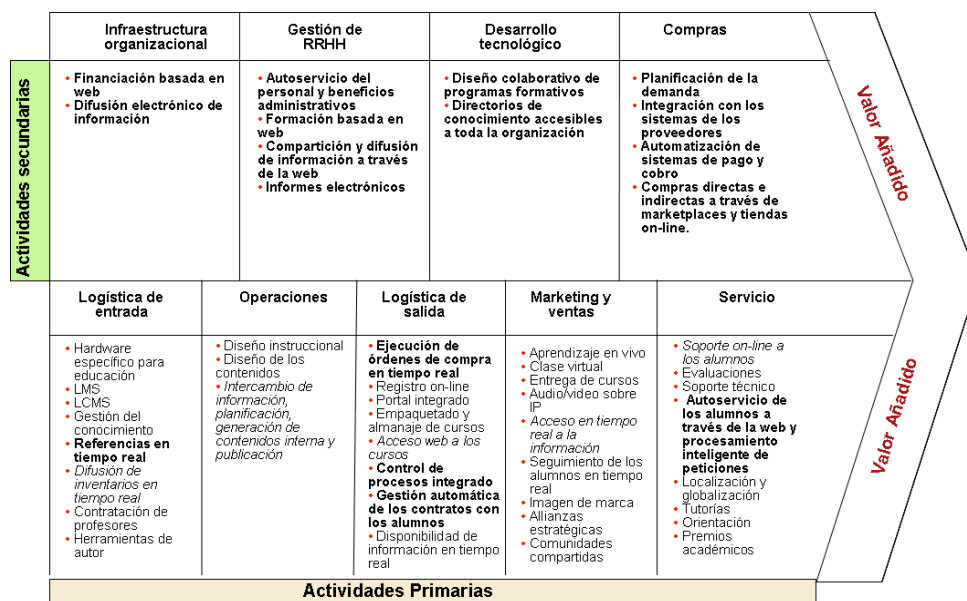 Infraestructura
organizacional
Gestión de
RRHH
Desarrollo
tecnológico
Compras
Actividades secundarias
• Financiación basada en
web
• Difusión electrónico de
información
• Autoservicio del
personal y beneficios
administrativos
• Formación basada en
web
• Compartición y difusión
de información a través
de la web
• Informes electrónicos
• Diseño colaborativo de
programas formativos
• Directorios de
conocimiento accesibles
a toda la organización
• Planificación de la
demanda
• Integración con los
sistemas de los
proveedores
• Automatización de
sistemas de pago y
cobro
• Compras directas e
indirectas a través de
marketplaces y tiendas
on-line.
Valor Añadido
Logística de
entrada
Operaciones
Logística de
salida
Marketing y
ventas
Servicio
• Hardware
específico para
educación
• LMS
• LCMS
• Gestión del
conocimiento
• Referencias en
tiempo real
• Difusión de
inventarios en
tiempo real
• Contratación de
profesores
• Herramientas de
autor
• Diseño instruccional
• Diseño de los
contenidos
• Intercambio de
información,
planificación,
generación de
contenidos interna y
publicación
• Ejecución de
órdenes de compra
en tiempo real
• Registro on-line
• Portal integrado
• Empaquetado y
almanaje de cursos
• Acceso web a los
cursos
• Control de
procesos integrado
• Gestión automática
de los contratos con
los alumnos
• Disponibilidad de
información en tiempo
real
• Aprendizaje en vivo
• Clase virtual
• Entrega de cursos
• Audio/video sobre
IP
• Acceso en tiempo
real a la
información
• Seguimiento de los
alumnos en tiempo
real
• Imagen de marca
• Alianzas
estratégicas
• Comunidades
compartidas
• Soporte on-line a
los alumnos
• Evaluaciones
• Soporte técnico
• Autoservicio de
los alumnos a
través de la web y
procesamiento
inteligente de
peticiones
• Localización y
globalización
• Tutorías
• Orientación
• Premios
académicos
Valor Añadido
Actividades Primarias